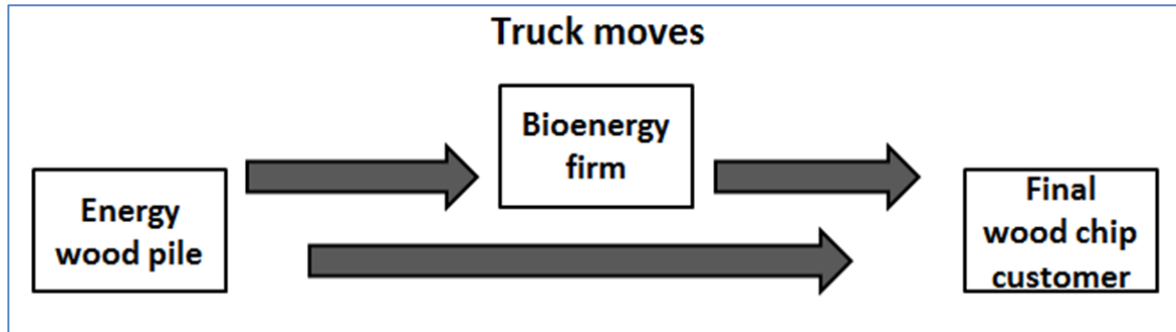 Truck moves
Bioenergy
firm
Energy
wood pile
Final
wood chip
customer